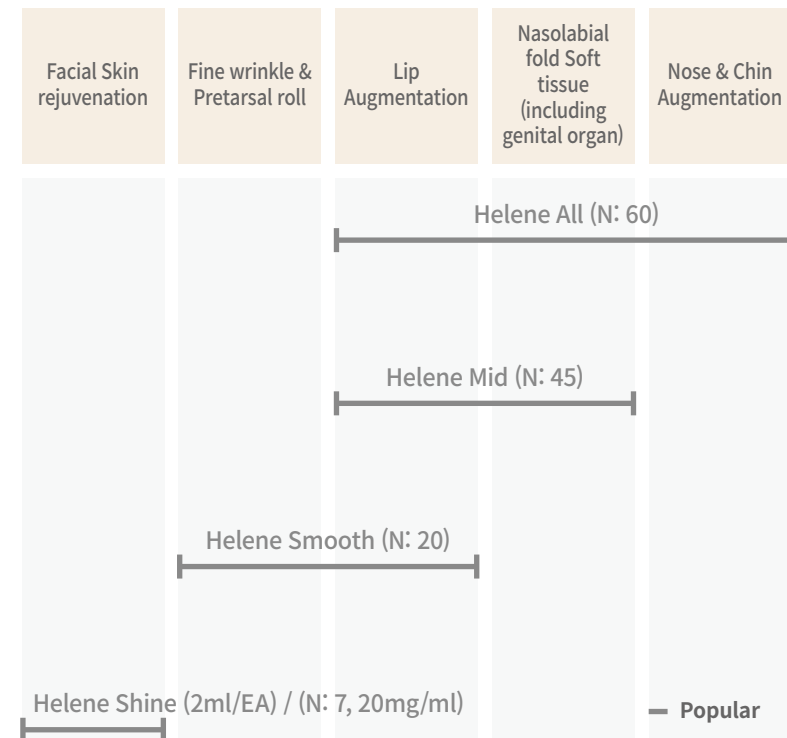 Facial Skin
rejuvenation
Fine wrinkle &
Pretarsal roll
Lip
Augmentation
Nasolabial
fold Soft
tissue
(including
genital organ)
Nose & Chin
Augmentation
Helene All (N: 60)
Helene Mid (N: 45)
Helene Smooth (N: 20)
Helene Shine (2ml/EA) / (N: 7, 20mg/ml)
Popular